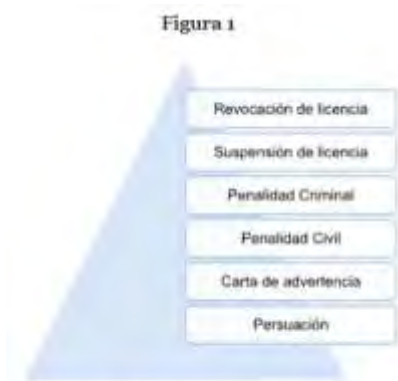 Figura 1
Revocación de licencia
Suspensión de licencia
Penalidad Criminal
Penalidad Civil
Carta de advertencia
Persuación